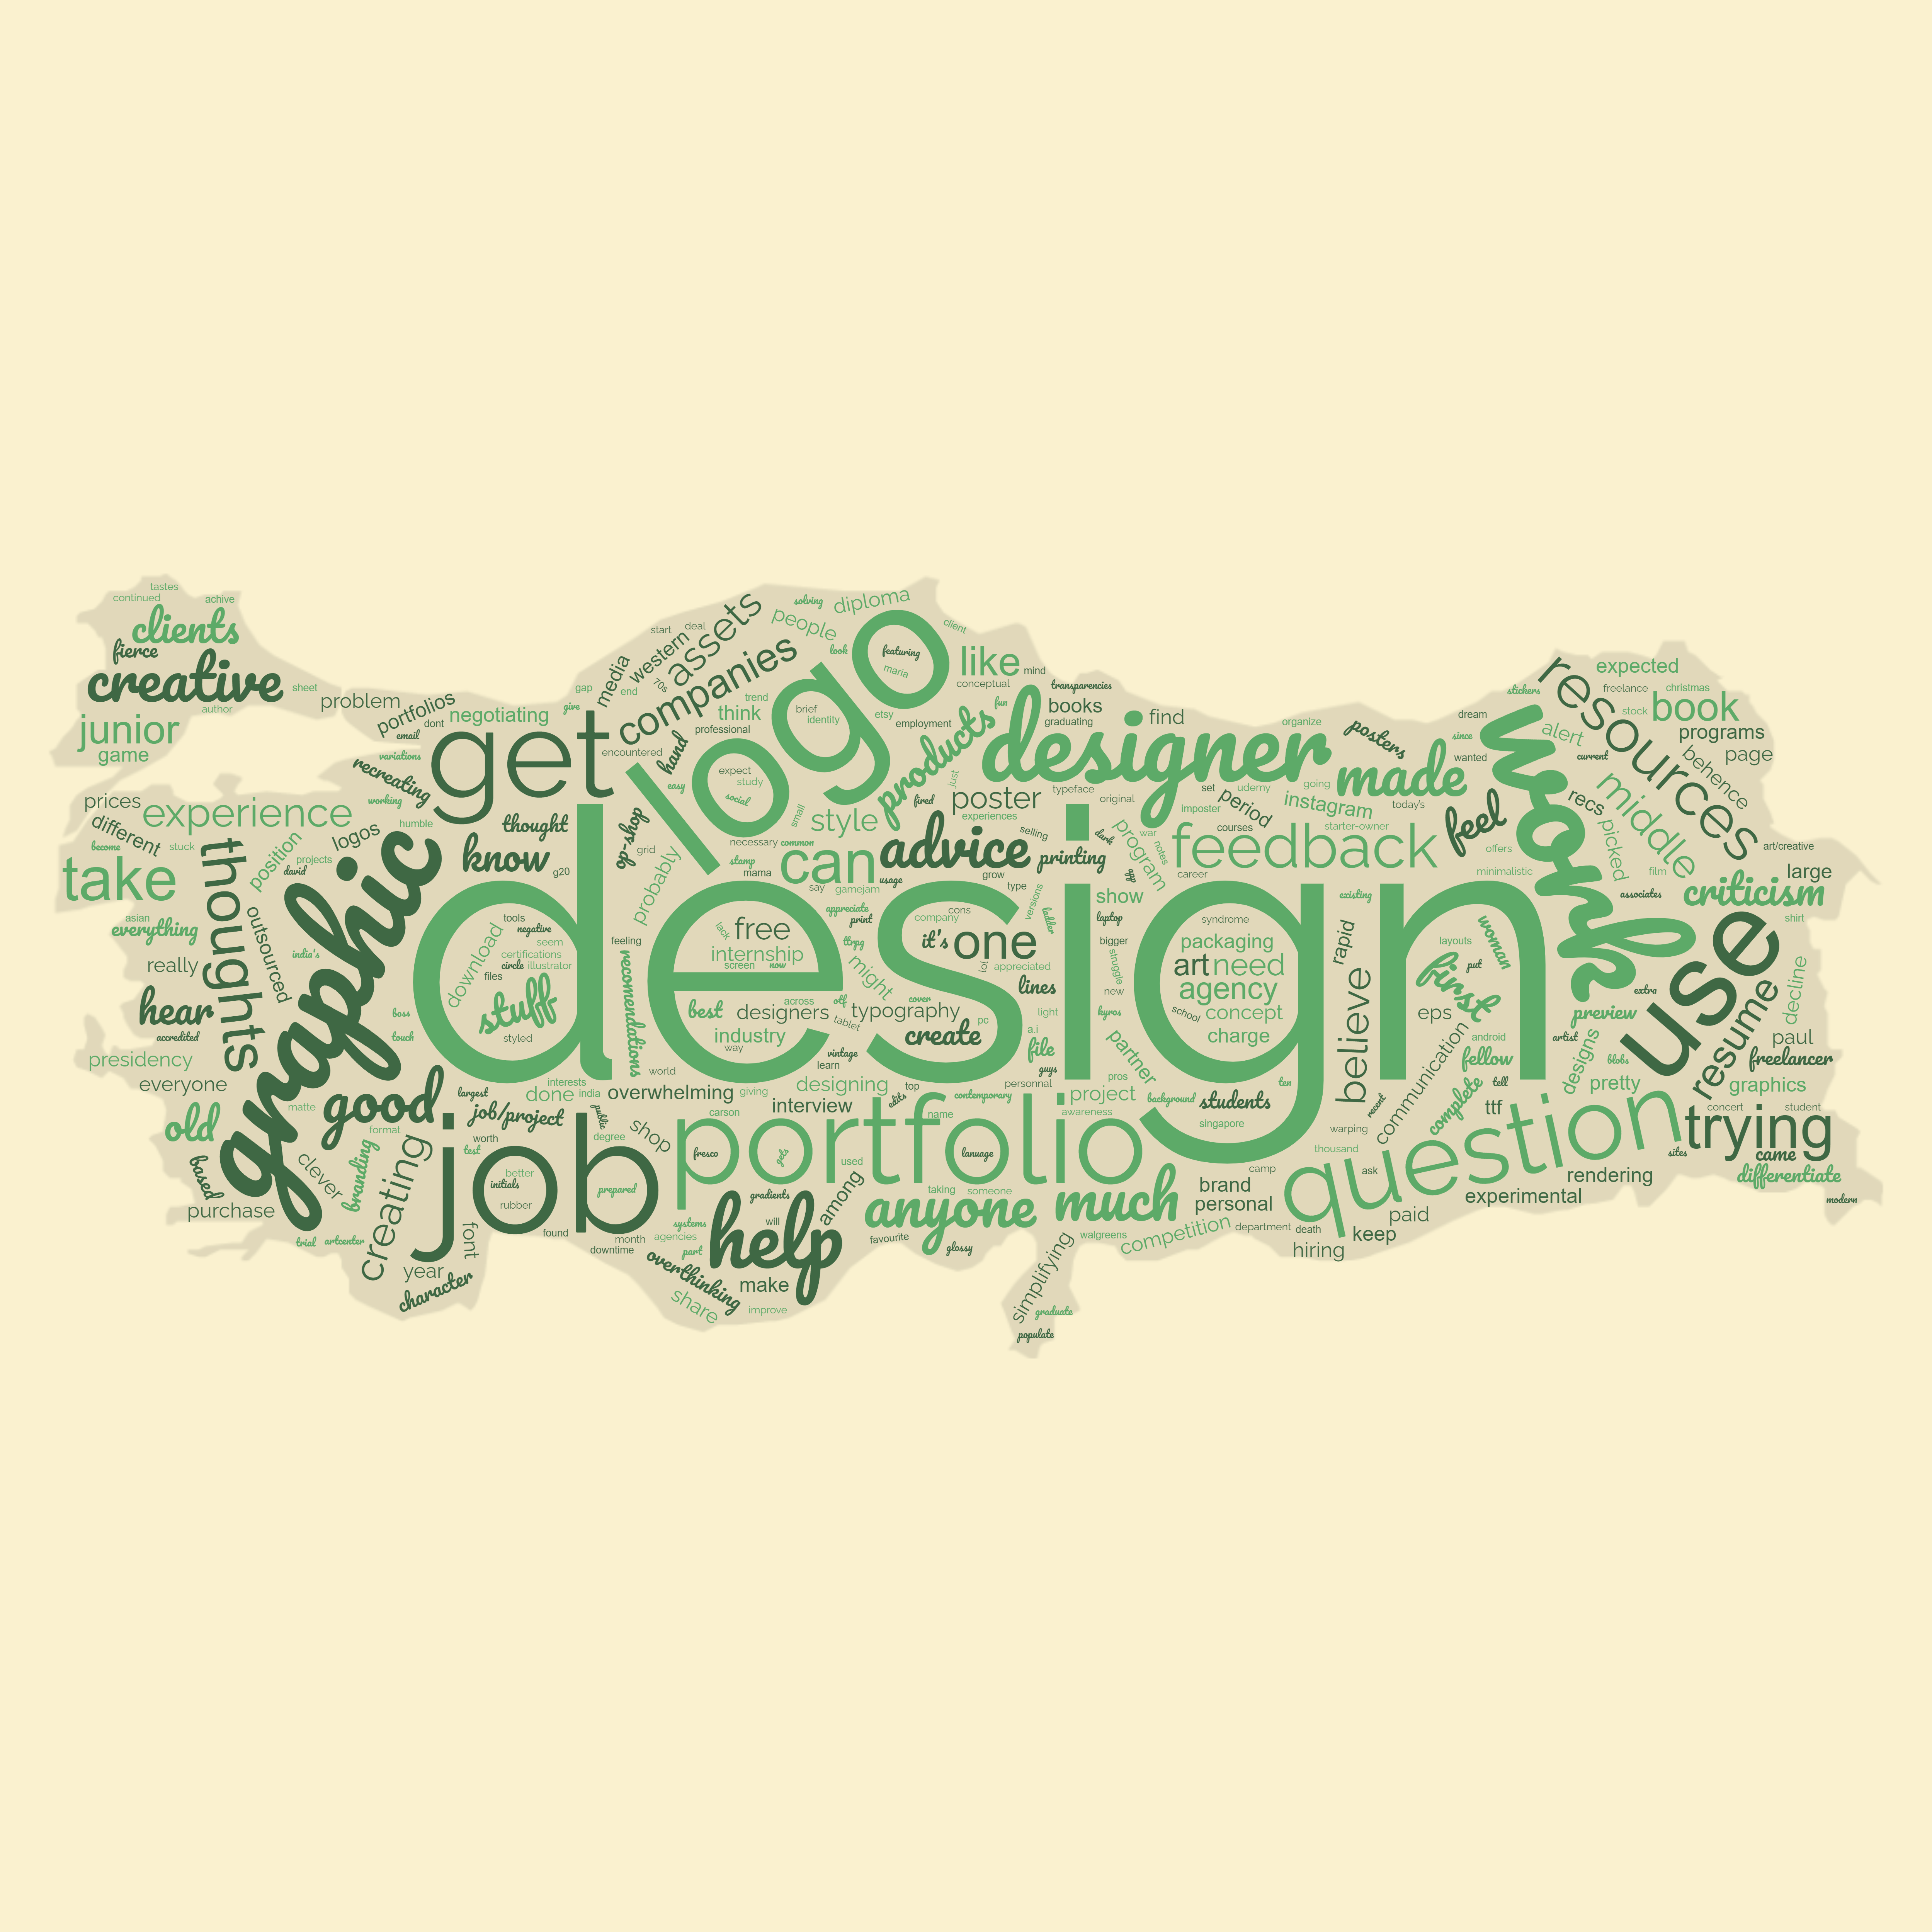 tastes
continued
achive
clients
fierce
creative
sheet
author
junior
game
problem
portfolios
email
dont
negotiating
variations
recreating
working
humble
prices
experience
different
become
stuck
take
thoughts
position
projects
david
logos
graphic
outsourced
asian
everything
india's
really
hear
accredited
presidency
everyone
old
matte
based
purchase
clever
branding
format
trial
artcenter
creating
year
character
font
get
gap
give
media
end
start
deal
western
70s
assets
companies
encountered
hand
professional
trend
think
solving
diploma
people
look
client
featuring
maria
logo
brief
identity
etsy
expect
study
social
easy
small
like
mind
conceptual
transparencies
fun
books
graduating
employment
products
find
designer
organize
posters
made
dream
since
wanted
stickers
resources
expected
freelance
christmas
stock
book
programs
page
behence
alert
current
work
middle
recs
picked
film
art/creative
large
criticism
associates
shirt
know
thought
g20
grid
ps-op-shop
probably
necessary
common
stamp
mama
can
style
usage
say
gamejam
advice
fired
just
experiences
poster
typeface
original
selling
printing
dark
app
grow
type
versions
program
war
notes
imposter
set
udemy
going
period
courses
instagram
today's
starter-owner
feedback
career
feel
offers
minimalistic
design
tools
negative
seem
certifications
circle
illustrator
files
download
stuff
styled
boss
touch
feeling
recomendations
lack
free
internship
screen
now
best
across
designers
industry
way
world
tablet
otf
vintage
learn
appreciate
print
ttrpg
might
cover
typography
create
pc
company
cons
it's
one
lol
appreciated
lines
light
a.i
file
guys
ladder
show
laptop
bigger
struggle
new
kyros
partner
pros
syndrome
packaging
art
need
agency
school
concept
charge
ten
existing
rapid
believe
layouts
woman
put
first
eps
android
fellow
tell
communication
complete
recent
ttf
extra
preview
artist
designs
blobs
pretty
use
resume
decline
paul
freelancer
graphics
concert
student
trying
came
sites
differentiate
modern
good
largest
job/project
worth
test
interests
done
india
public
degree
overwhelming
giving
carson
shop
job
better
initials
rubber
prepared
found
downtime
month
agencies
designing
interview
top
edits
contemporary
name
personnal
awareness
project
background
students
singapore
portfolio
fresco
gets
lanuage
used
camp
warping
thousand
ask
question
rendering
experimental
paid
keep
hiring
death
department
brand
personal
competition
walgreens
taking
someone
anyone
much
favourite
glossy
among
gradients
systems
will
part
help
overthinking
make
share
improve
simplifying
graduate
populate